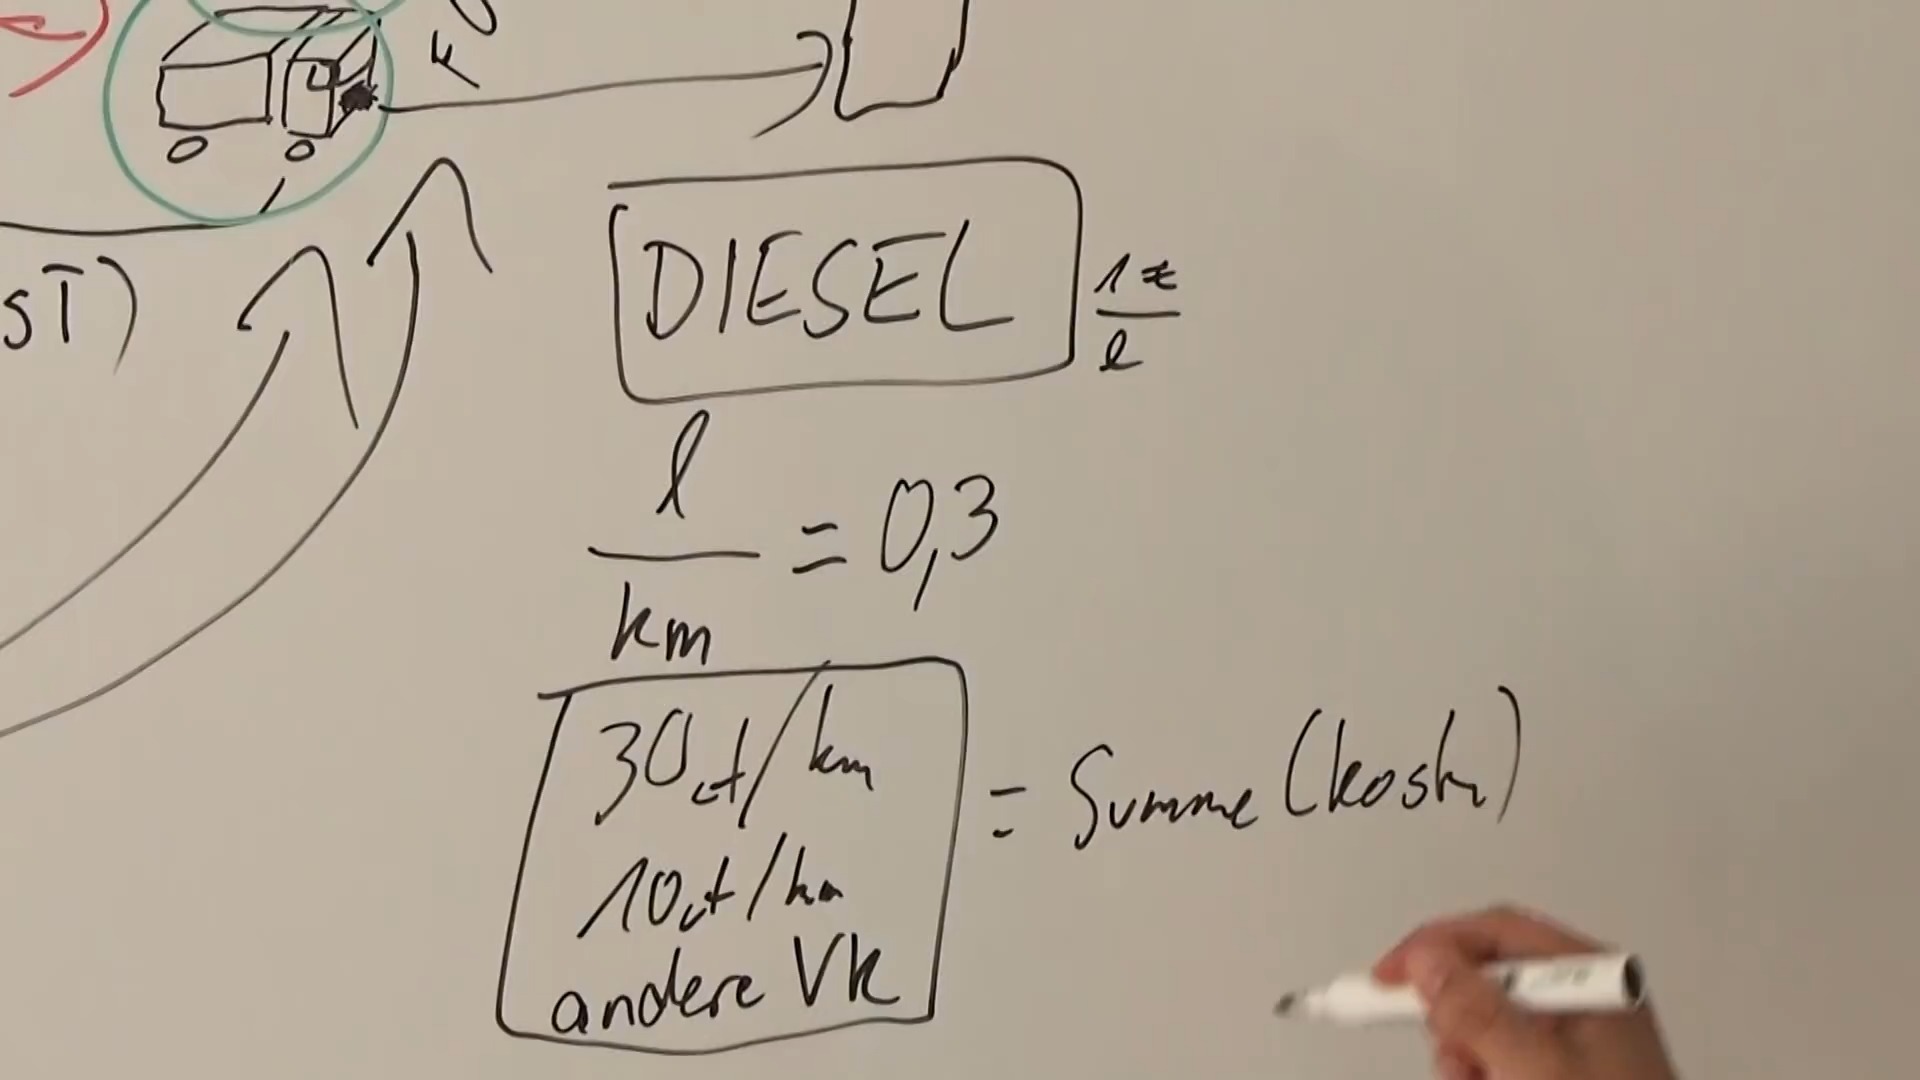 ST)
DIESEL
1€
l
l
km
= 0,3
30ct/km
= Summe (Kosten)
10ct/km
andere VK